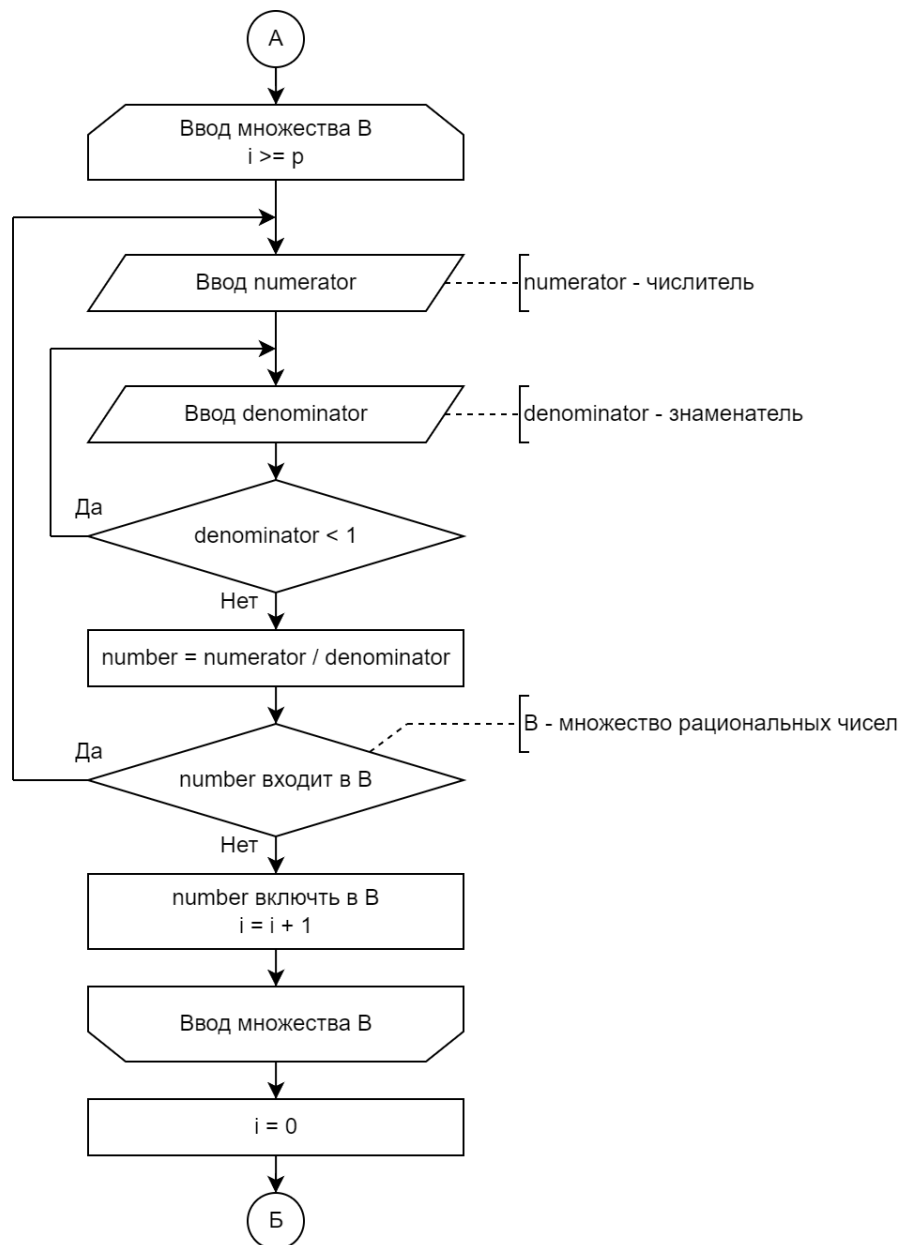 А
Ввод множества B
i >= p
Ввод numerator
numerator - числитель
Ввод denominator
denominator - знаменатель
Да
denominator < 1
Нет
number = numerator / denominator
B - множество рациональных чисел
Да
number входит в B
Нет
number включть в B
i = i + 1
Ввод множества B
i = 0
Б